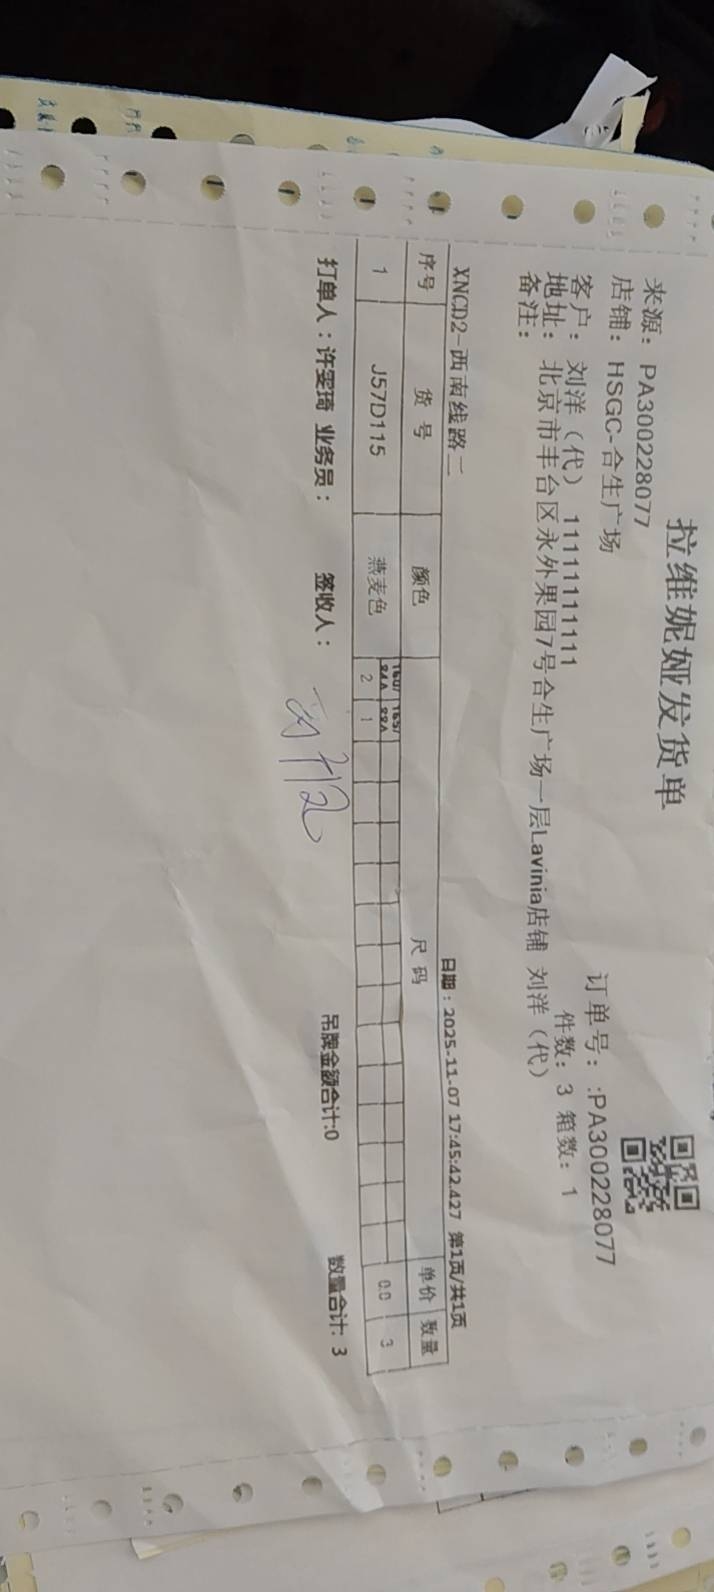 拉维妮娅发货单
来源：PA300228077
订单号：:PA300228077
店铺：HSGC-合生广场
件数：3 箱数：1
客户：刘洋（代） 11111111111
地址：北京市丰台区永外果园7号合生广场一层Lavinia店铺 刘洋（代）
备注：
XNCD2-西南线路二 日期：2025-11-07 17:45:42.427 第1页/共1页
序号 货号 颜色 尺码 单价 数量
160/84A 165/88A
1 J57D115 燕麦色 2 1 0.0 3
打单人：许雯琦 业务员： 签收人： 吊牌金额合计:0 数量合计: 3